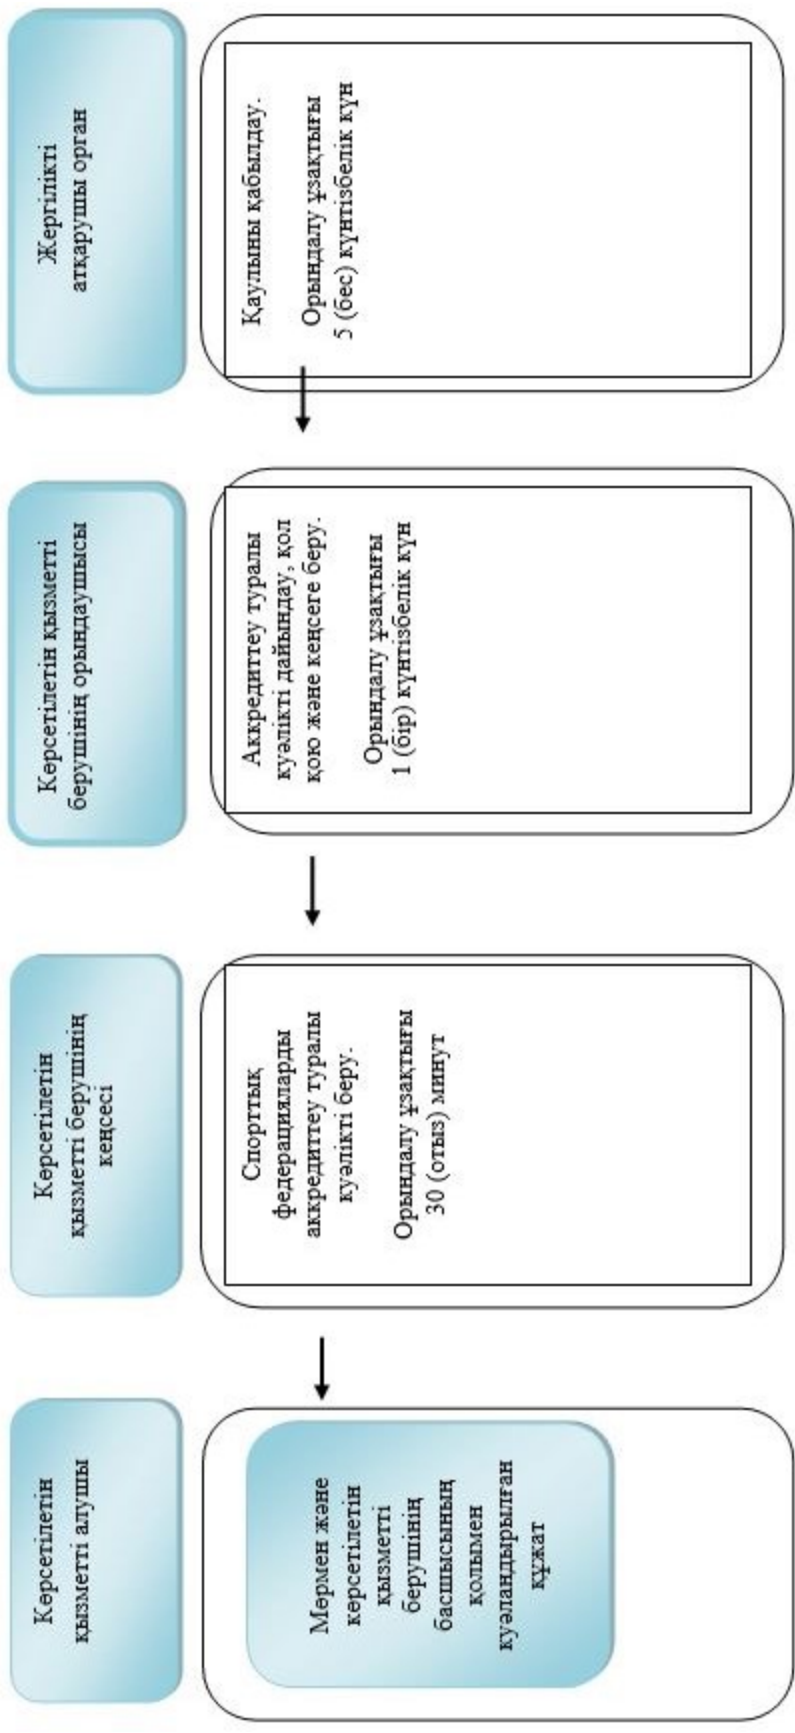 Жергілікті
атқарушы орган
Қаулыны қабылдау.
Орындалу ұзақтығы
5 (бес) күнтізбелік күн
Көрсетілетін қызметті
берушінің орындаушысы
Аккредиттеу туралы
куәлікті дайындау, қол
қою және кеңсеге беру.
Орындалу ұзақтығы
1 (бір) күнтізбелік күн
Көрсетілетін
қызметті берушінің
кеңсесі
Спорттық
федерацияларды
аккредиттеу туралы
куәлікті беру.
Орындалу ұзақтығы
30 (отыз) минут
Көрсетілетін
қызметті алушы
Мөрмен және
көрсетілетін
қызметті
берушінің
басшысының
қолымен
куәландырылған
құжат